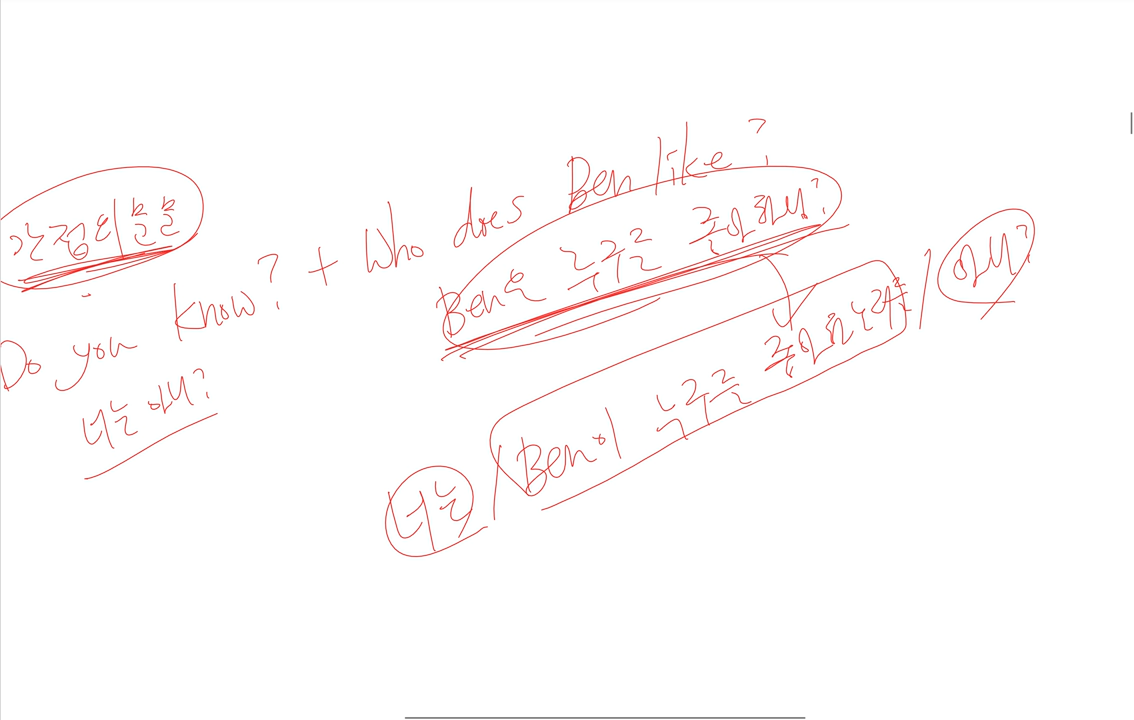 간접의문문
Do you know? + Who does Ben like?
너는 아니?
Ben은 누구를 좋아하니?
너는 / Ben이 누구를 좋아하는지를 / 아니?